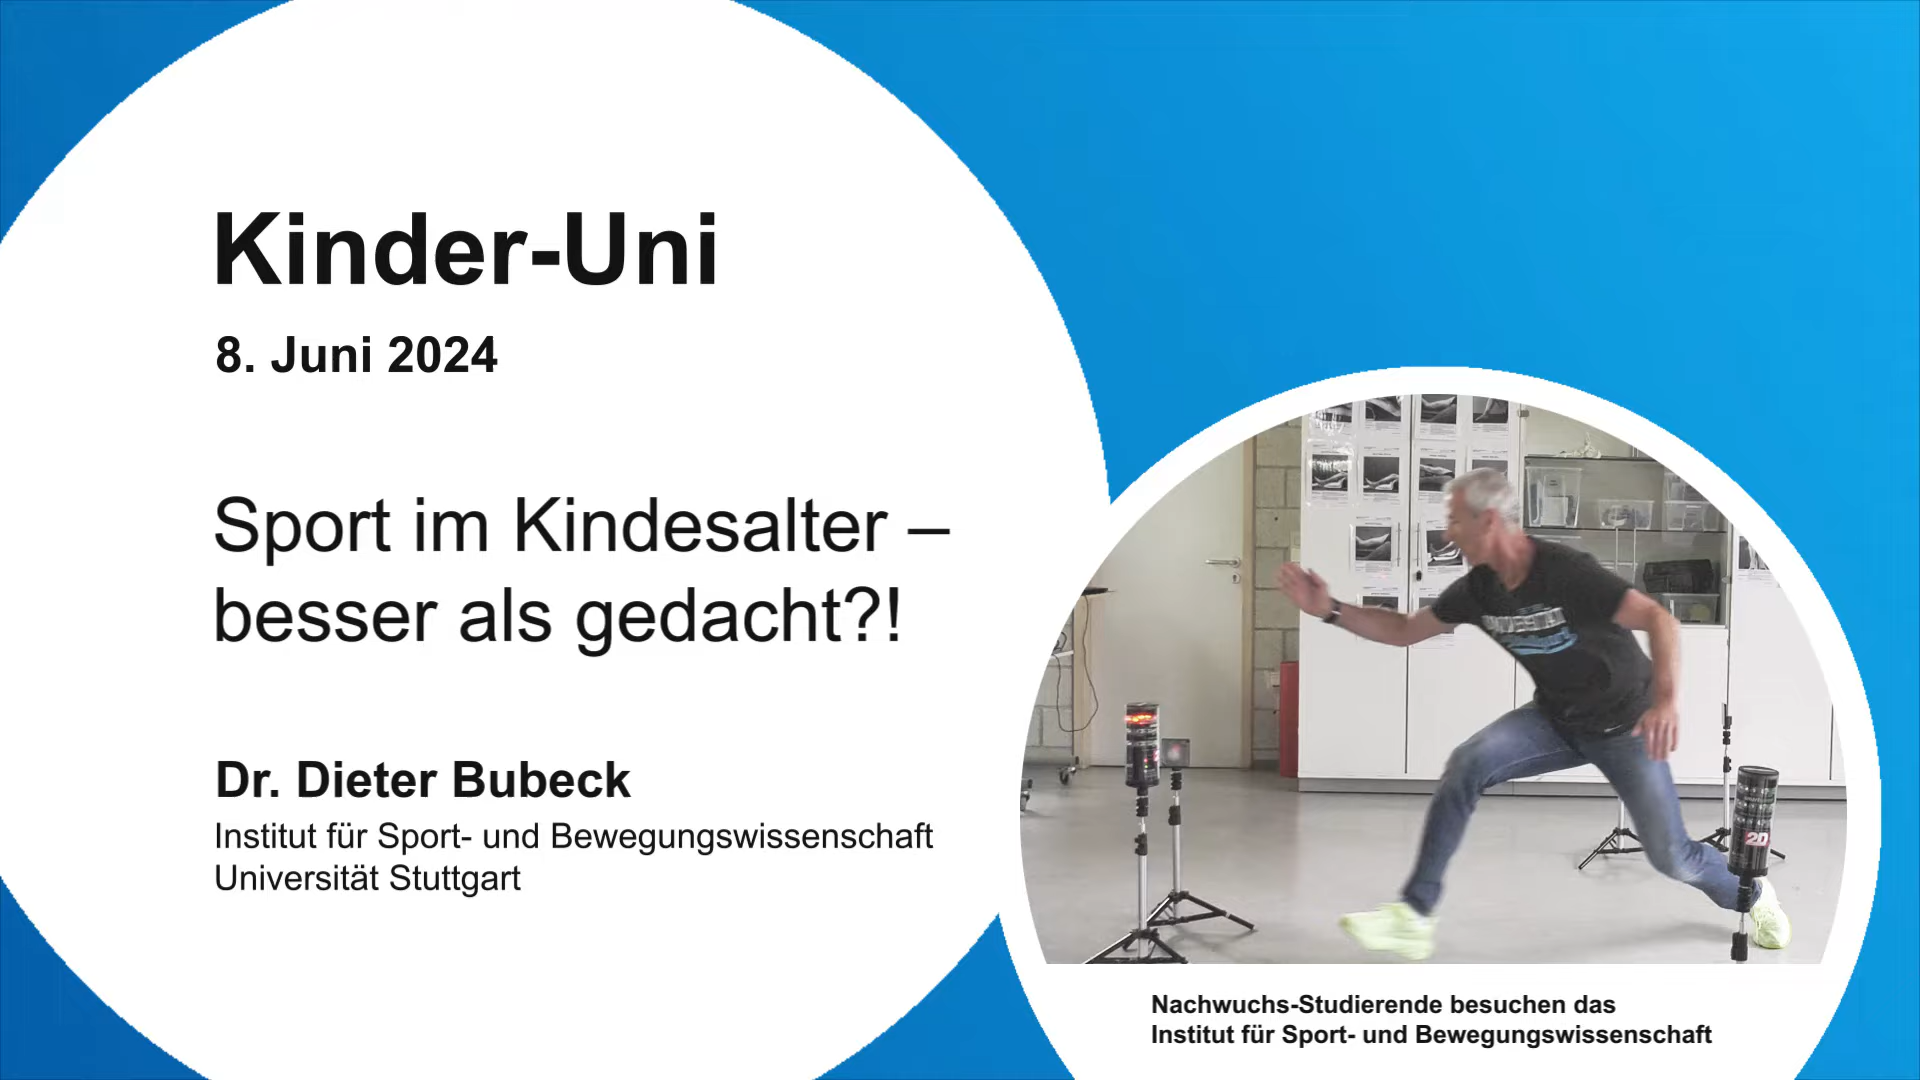 Kinder-Uni
8. Juni 2024
Sport im Kindesalter –
besser als gedacht?!
Dr. Dieter Bubeck
Institut für Sport- und Bewegungswissenschaft
Universität Stuttgart
2D
Nachwuchs-Studierende besuchen das
Institut für Sport- und Bewegungswissenschaft